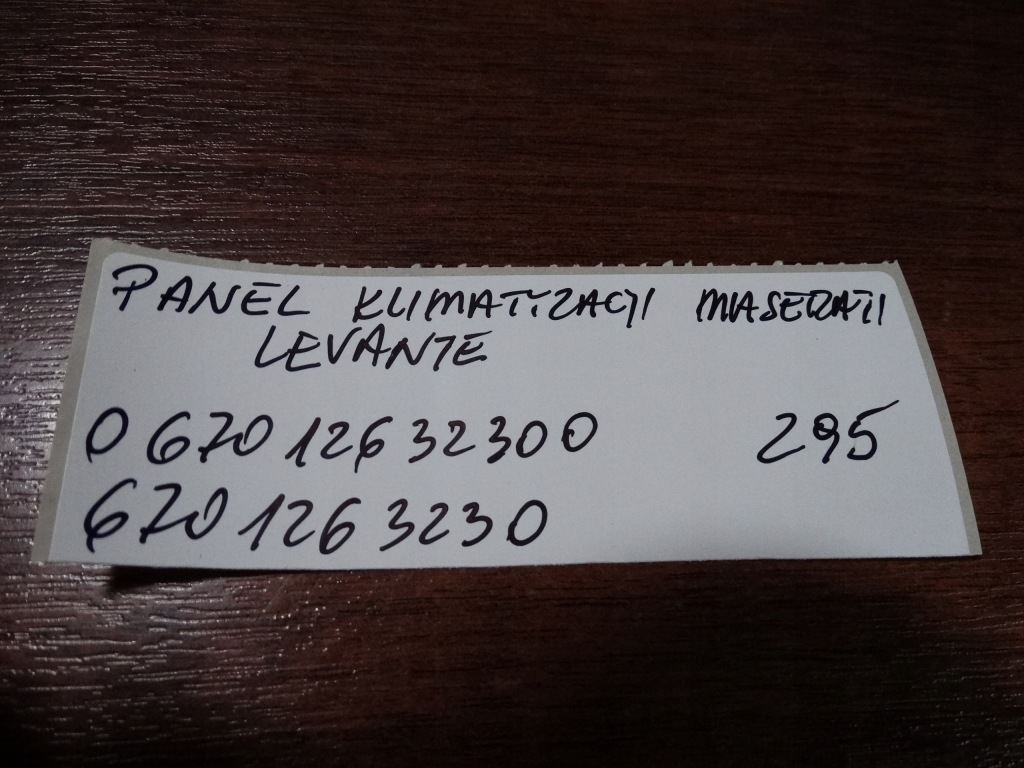 PANEL KLIMATYZACJI MASERATI
LEVANTE
0 670 126 32300 295
670 126 3230